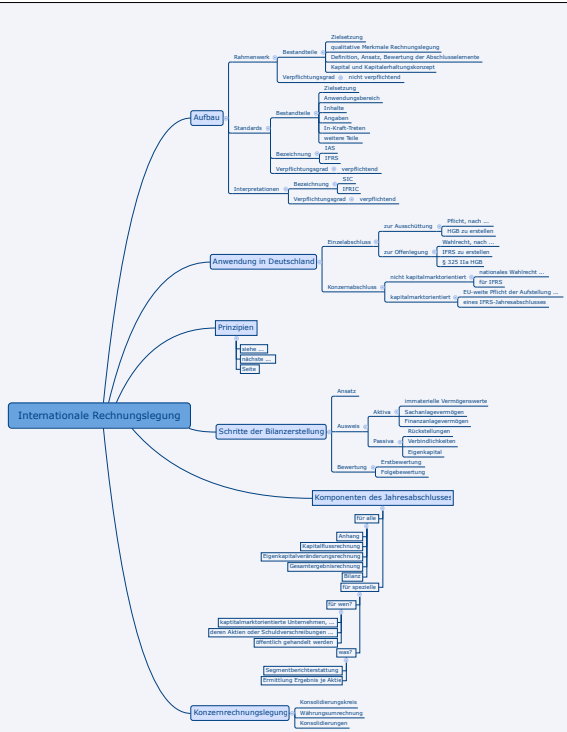 Internationale Rechnungslegung
Aufbau
Rahmenwerk
Bestandteile
Zielsetzung
qualitative Merkmale Rechnungslegung
Definition, Ansatz, Bewertung der Abschlusselemente
Kapital und Kapitalerhaltungskonzept
Verpflichtungsgrad
nicht verpflichtend
Standards
Bestandteile
Zielsetzung
Anwendungsbereich
Inhalte
Angaben
In-Kraft-Treten
weitere Teile
Bezeichnung
IAS
IFRS
Verpflichtungsgrad
verpflichtend
Interpretationen
Bezeichnung
SIC
IFRIC
Verpflichtungsgrad
verpflichtend
Anwendung in Deutschland
Einzelabschluss
zur Ausschüttung
Pflicht, nach ...
HGB zu erstellen
zur Offenlegung
Wahlrecht, nach ...
IFRS zu erstellen
§ 325 IIa HGB
Konzernabschluss
nicht kapitalmarktorientiert
nationales Wahlrecht ...
für IFRS
kapitalmarktorientiert
EU-weite Pflicht der Aufstellung ...
eines IFRS-Jahresabschlusses
Prinzipien
siehe ...
nächste ...
Seite
Schritte der Bilanzerstellung
Ansatz
Ausweis
Aktiva
immaterielle Vermögenswerte
Sachanlagevermögen
Finanzanlagevermögen
Passiva
Rückstellungen
Verbindlichkeiten
Eigenkapital
Bewertung
Erstbewertung
Folgebewertung
Komponenten des Jahresabschlusses
für alle
Anhang
Kapitalflussrechnung
Eigenkapitalveränderungsrechnung
Gesamtergebnisrechnung
Bilanz
für spezielle
für wen?
kaptitalmarktorientierte Unternehmen, ...
deren Aktien oder Schuldverschreibungen ...
öffentlich gehandelt werden
was?
Segmentberichterstattung
Ermittlung Ergebnis je Aktie
Konzernrechnungslegung
Konsolidierungskreis
Währungsumrechnung
Konsolidierungen